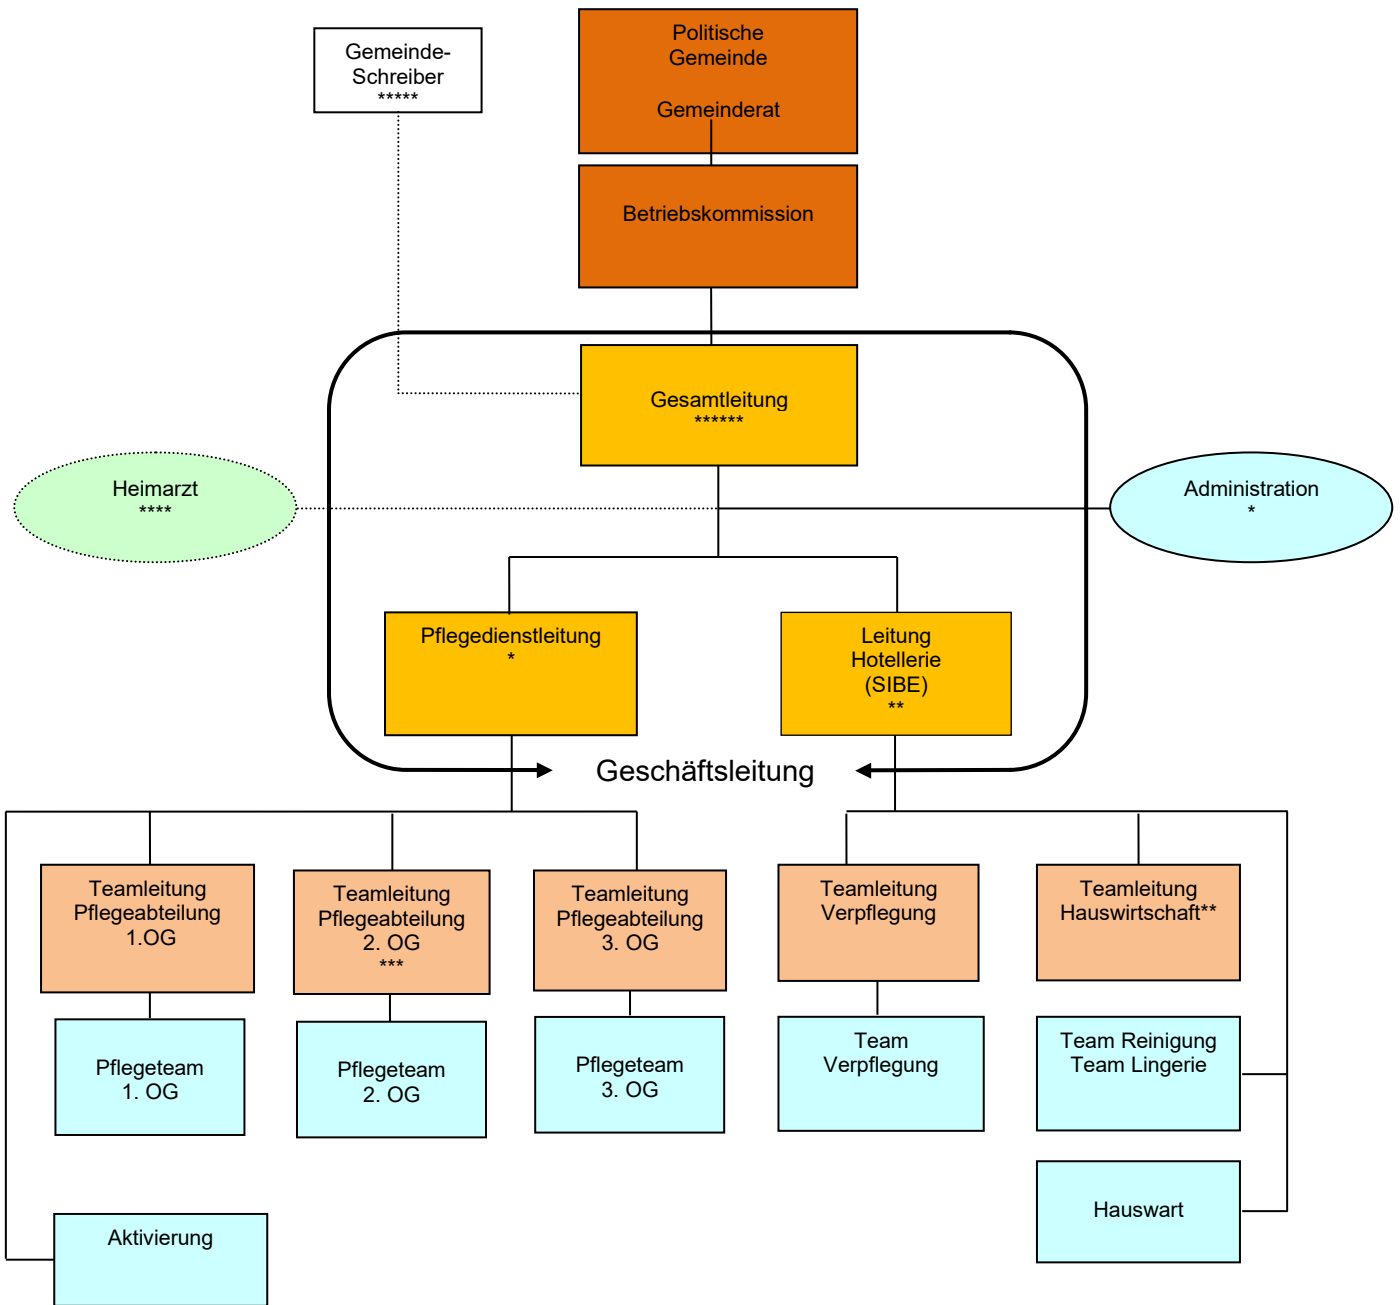 Gemeinde-
Schreiber
*****
Politische
Gemeinde
Gemeinderat
Betriebskommission
Gesamtleitung
******
Heimarzt
****
Administration
*
Pflegedienstleitung
*
Leitung
Hotellerie
(SIBE)
**
Geschäftsleitung
Teamleitung
Pflegeabteilung
1.OG
Teamleitung
Pflegeabteilung
2. OG
***
Teamleitung
Pflegeabteilung
3. OG
Teamleitung
Verpflegung
Teamleitung
Hauswirtschaft**
Pflegeteam
1. OG
Pflegeteam
2. OG
Pflegeteam
3. OG
Team
Verpflegung
Team Reinigung
Team Lingerie
Hauswart
Aktivierung